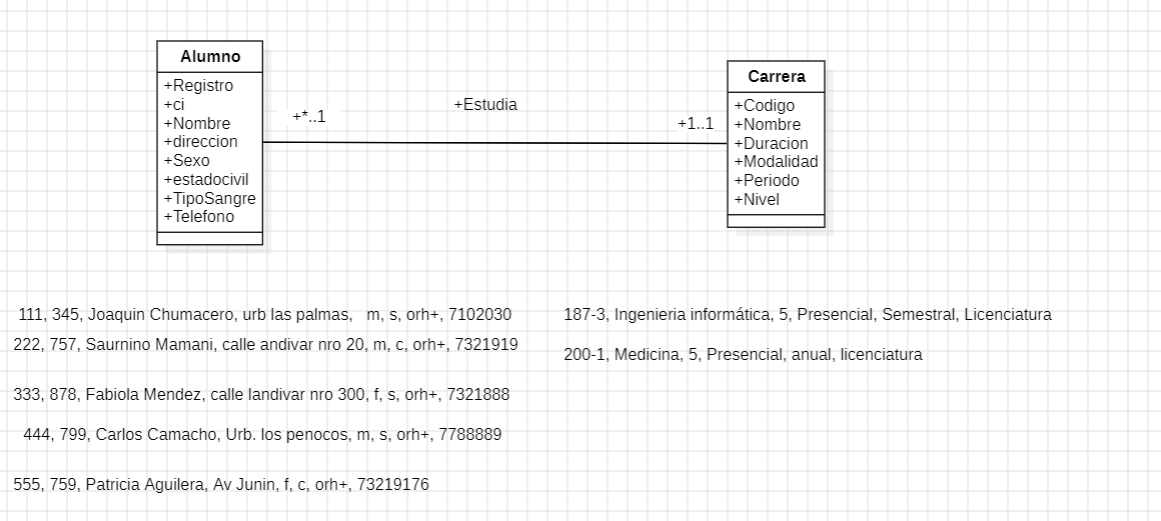 Alumno
+Registro
+ci
+Nombre
+direccion
+Sexo
+estadocivil
+TipoSangre
+Telefono
+*..1
+Estudia
+1..1
Carrera
+Codigo
+Nombre
+Duracion
+Modalidad
+Periodo
+Nivel
111, 345, Joaquin Chumacero, urb las palmas, m, s, orh+, 7102030
222, 757, Saurnino Mamani, calle andivar nro 20, m, c, orh+, 7321919
333, 878, Fabiola Mendez, calle landivar nro 300, f, s, orh+, 7321888
444, 799, Carlos Camacho, Urb. los penocos, m, s, orh+, 7788889
555, 759, Patricia Aguilera, Av Junin, f, c, orh+, 73219176
187-3, Ingenieria informática, 5, Presencial, Semestral, Licenciatura
200-1, Medicina, 5, Presencial, anual, licenciatura